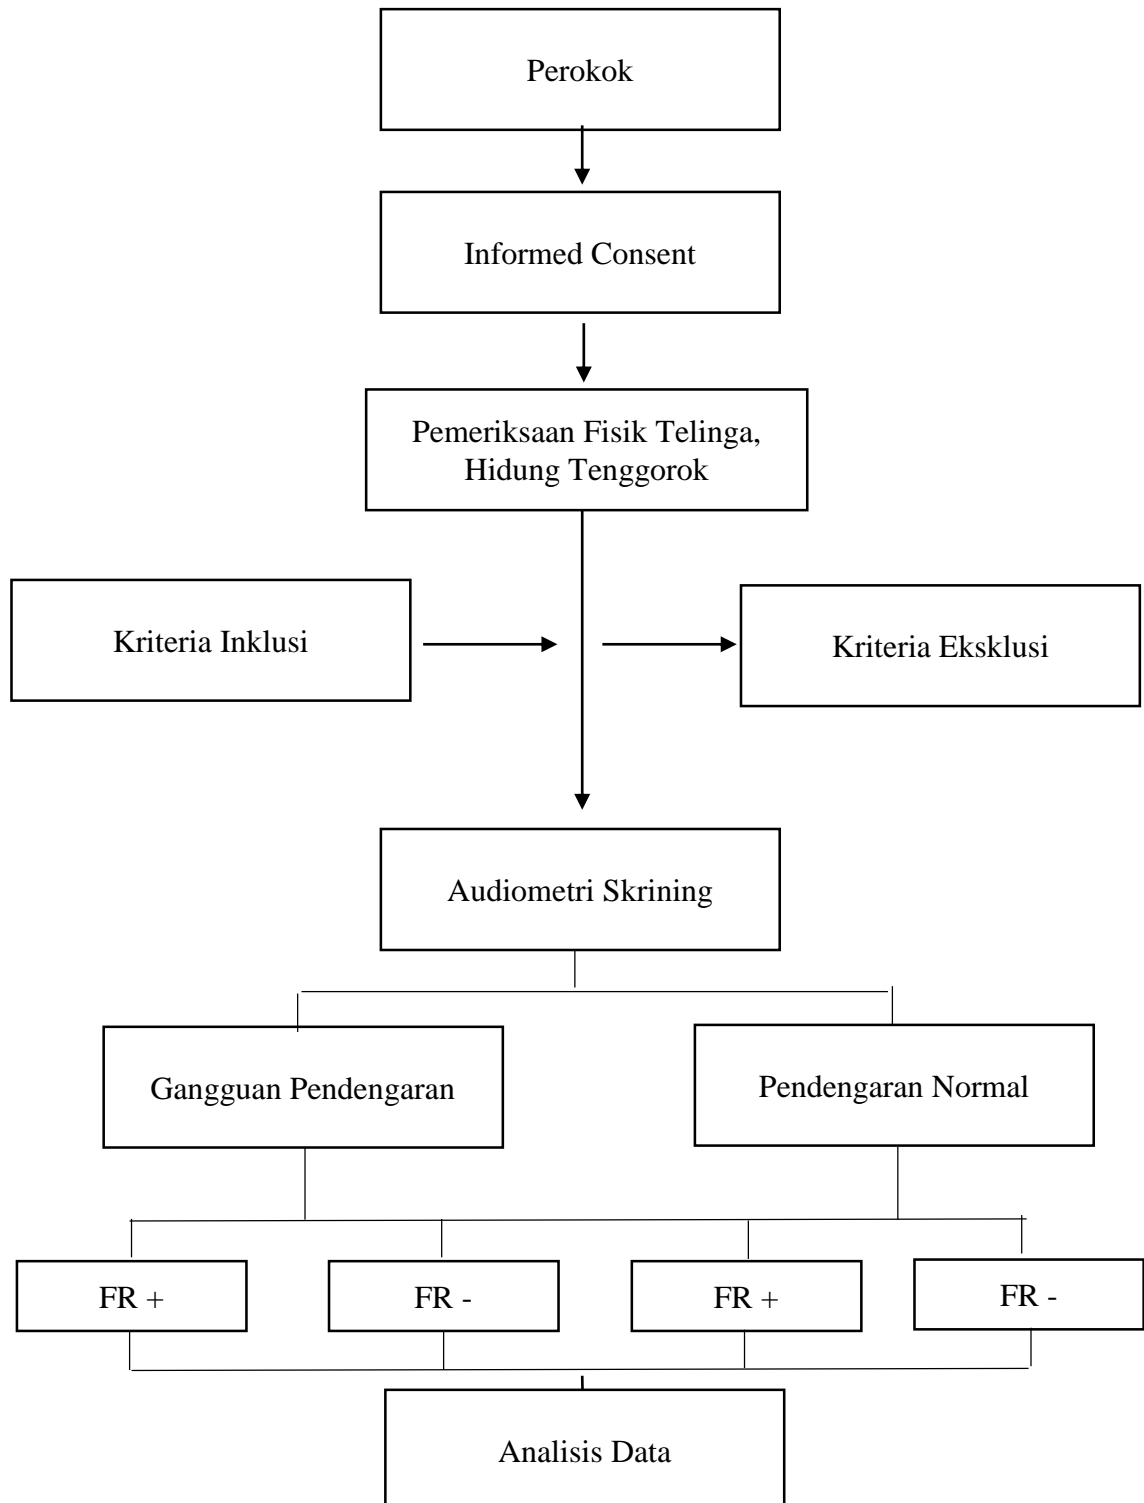 Perokok
Informed Consent
Pemeriksaan Fisik Telinga,
Hidung Tenggorok
Kriteria Inklusi
Kriteria Eksklusi
Audiometri Skrining
Gangguan Pendengaran
Pendengaran Normal
FR +
FR -
FR +
FR -
Analisis Data